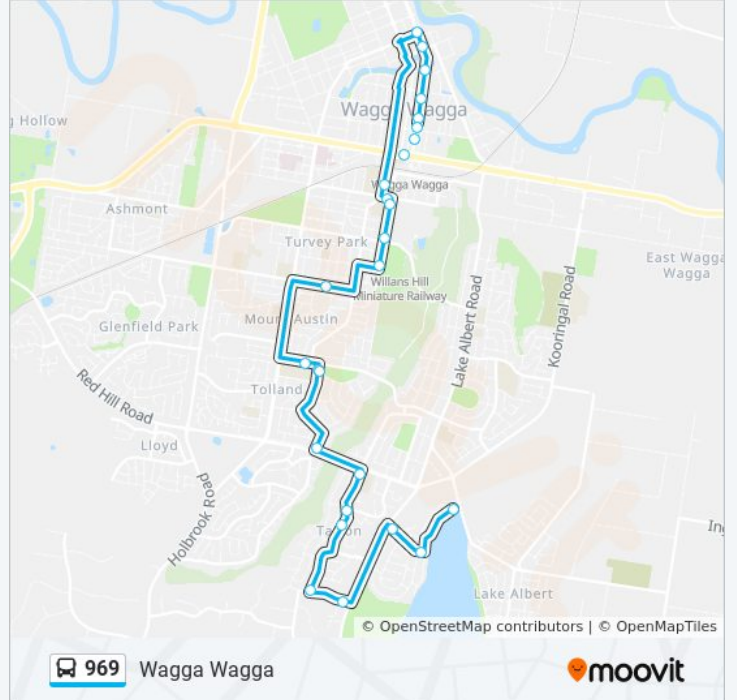 g Hollow
Wagga Wagga
Wagga Wagga
Ashmont
Turvey Park
East Wagga
Wagga
Willans Hill
Miniature Railway
Mount Austin
Glenfield Park
Lake Albert Road
Kooringal Road
Red Hill Road
Tolland
Lloyd
Holbrook Road
Tatton
In
Lake Albert
© OpenStreetMap contributors | © OpenMapTiles
969 Wagga Wagga
moovit